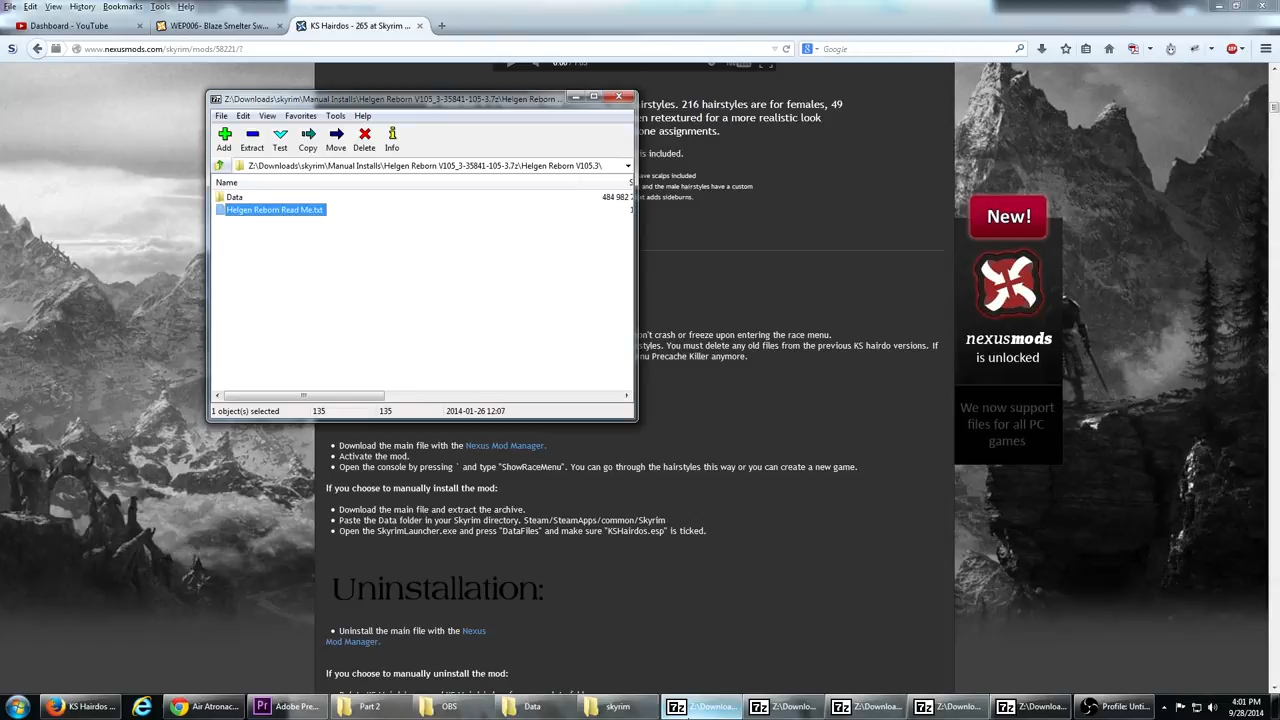 File Edit View History Bookmarks Tools Help
Dashboard - YouTube
WEP006- Blaze Smelter Sw...
KS Hairdos - 265 at Skyrim ...
www.nexusmods.com/skyrim/mods/58221/?
Google
Z:\Downloads\skyrim\Manual Installs\Helgen Reborn V105_3-35841-105-3.7z\Helgen Reborn ...
File Edit View Favorites Tools Help
Add Extract Test Copy Move Delete Info
Z:\Downloads\skyrim\Manual Installs\Helgen Reborn V105_3-35841-105-3.7z\Helgen Reborn V105.3\
Name
Data
484 982
Helgen Reborn Read Me.txt
1 object(s) selected 135 135 2014-01-26 12:07
irstyles. 216 hairstyles are for females, 49
en retextured for a more realistic look
one assignments.
is included.
ave scalps included
and the male hairstyles have a custom
at adds sideburns.
on't crash or freeze upon entering the race menu.
styles. You must delete any old files from the previous KS hairdo versions. If
nu Precache Killer anymore.
New!
nexusmods
is unlocked
We now support
files for all PC
games
Download the main file with the Nexus Mod Manager.
Activate the mod.
Open the console by pressing ` and type "ShowRaceMenu". You can go through the hairstyles this way or you can create a new game.
If you choose to manually install the mod:
Download the main file and extract the archive.
Paste the Data folder in your Skyrim directory. Steam/SteamApps/common/Skyrim
Open the SkyrimLauncher.exe and press "DataFiles" and make sure "KSHairdos.esp" is ticked.
Uninstallation:
Uninstall the main file with the Nexus
Mod Manager.
If you choose to manually uninstall the mod:
KS Hairdos ...
Air Atronac...
Adobe Pre...
Part 2
OBS
Data
skyrim
Z:\Downloa...
Z:\Downloa...
Z:\Downloa...
Z:\Downloa...
Z:\Downloa...
Profile: Unti...
4:01 PM
9/28/2014